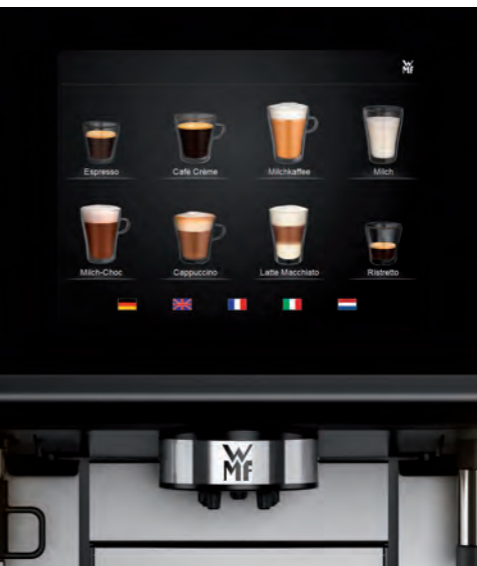 WMF
Espresso
Café Crème
Milchkaffee
Milch
Milch-Choc
Cappuccino
Latte Macchiato
Ristretto
WMF